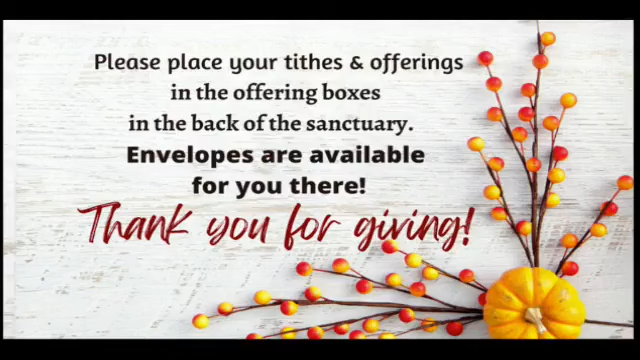 Please place your tithes & offerings
in the offering boxes
in the back of the sanctuary.
Envelopes are available
for you there!
Thank you for giving!